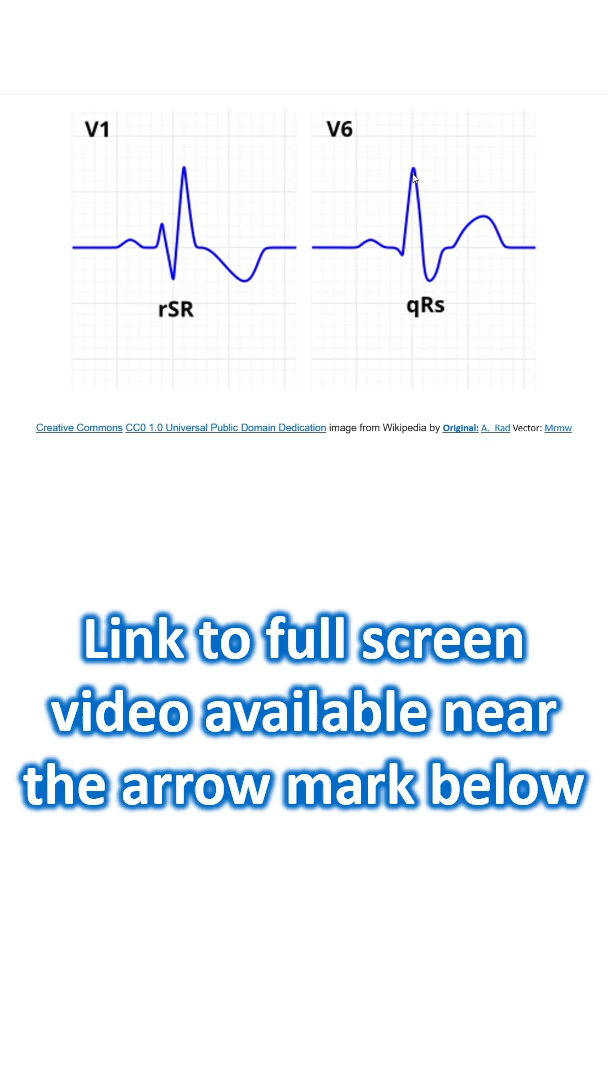 V1
V6
rSR
qRs
Creative Commons CC0 1.0 Universal Public Domain Dedication image from Wikipedia by Original: A._Rad Vector: Mrmw
Link to full screen
video available near
the arrow mark below